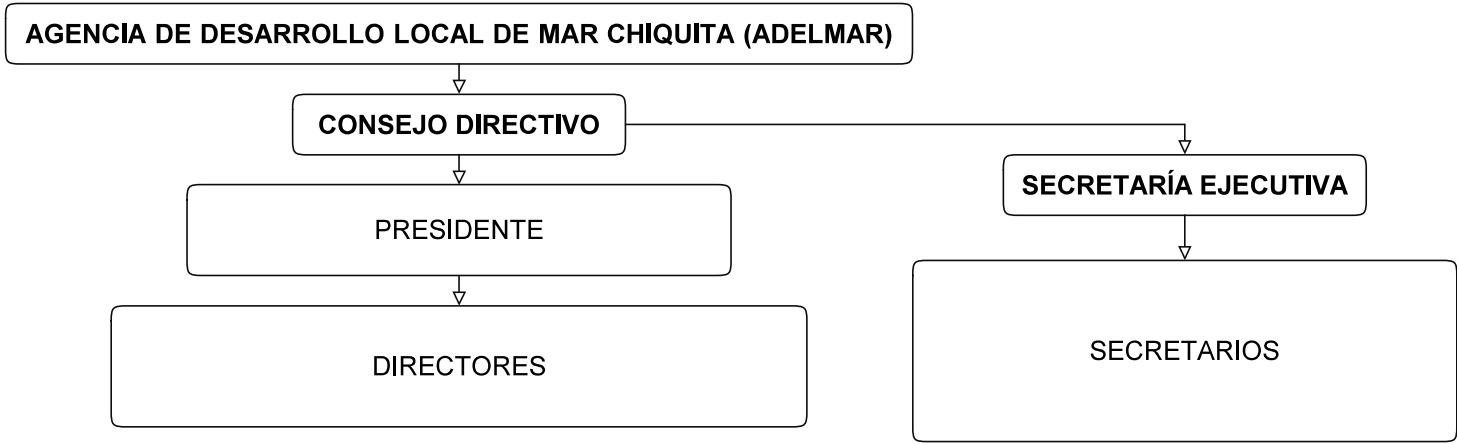 AGENCIA DE DESARROLLO LOCAL DE MAR CHIQUITA (ADELMAR)
CONSEJO DIRECTIVO
SECRETARÍA EJECUTIVA
PRESIDENTE
DIRECTORES
SECRETARIOS